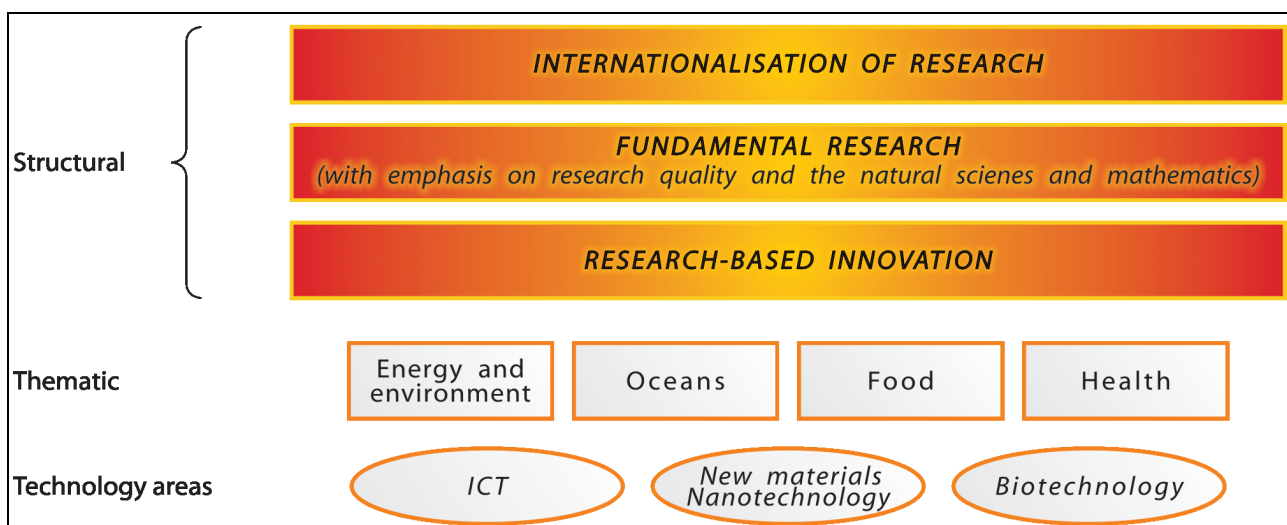 INTERNATIONALISATION OF RESEARCH
Structural
FUNDAMENTAL RESEARCH
(with emphasis on research quality and the natural scienes and mathematics)
RESEARCH-BASED INNOVATION
Thematic
Energy and
environment
Oceans
Food
Health
Technology areas
ICT
New materials
Nanotechnology
Biotechnology